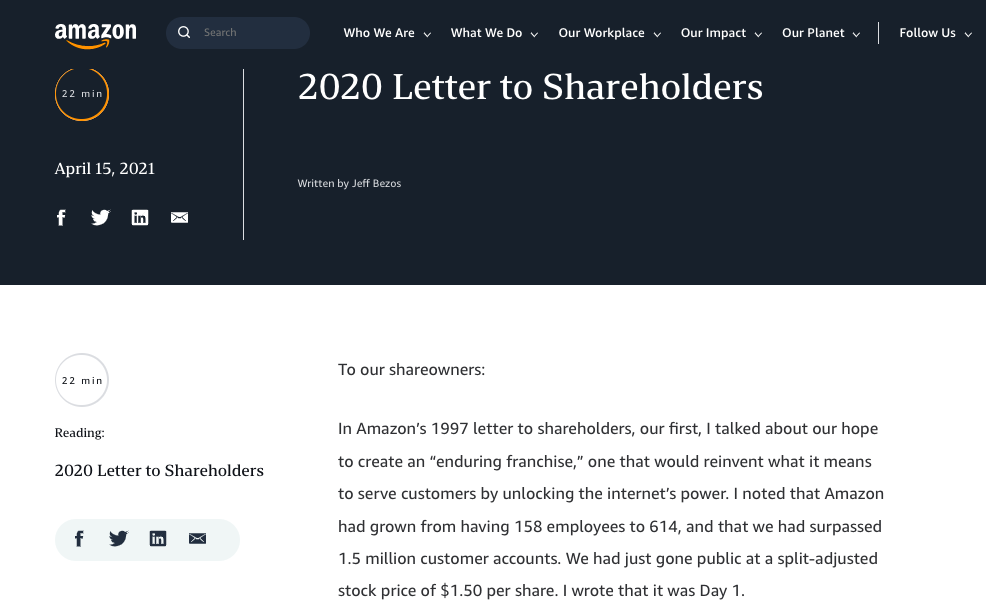 amazon
Search
Who We Are
What We Do
Our Workplace
Our Impact
Our Planet
Follow Us
22 min
2020 Letter to Shareholders
April 15, 2021
Written by Jeff Bezos
22 min
Reading:
2020 Letter to Shareholders
To our shareowners:
In Amazon’s 1997 letter to shareholders, our first, I talked about our hope
to create an “enduring franchise,” one that would reinvent what it means
to serve customers by unlocking the internet’s power. I noted that Amazon
had grown from having 158 employees to 614, and that we had surpassed
1.5 million customer accounts. We had just gone public at a split-adjusted
stock price of $1.50 per share. I wrote that it was Day 1.